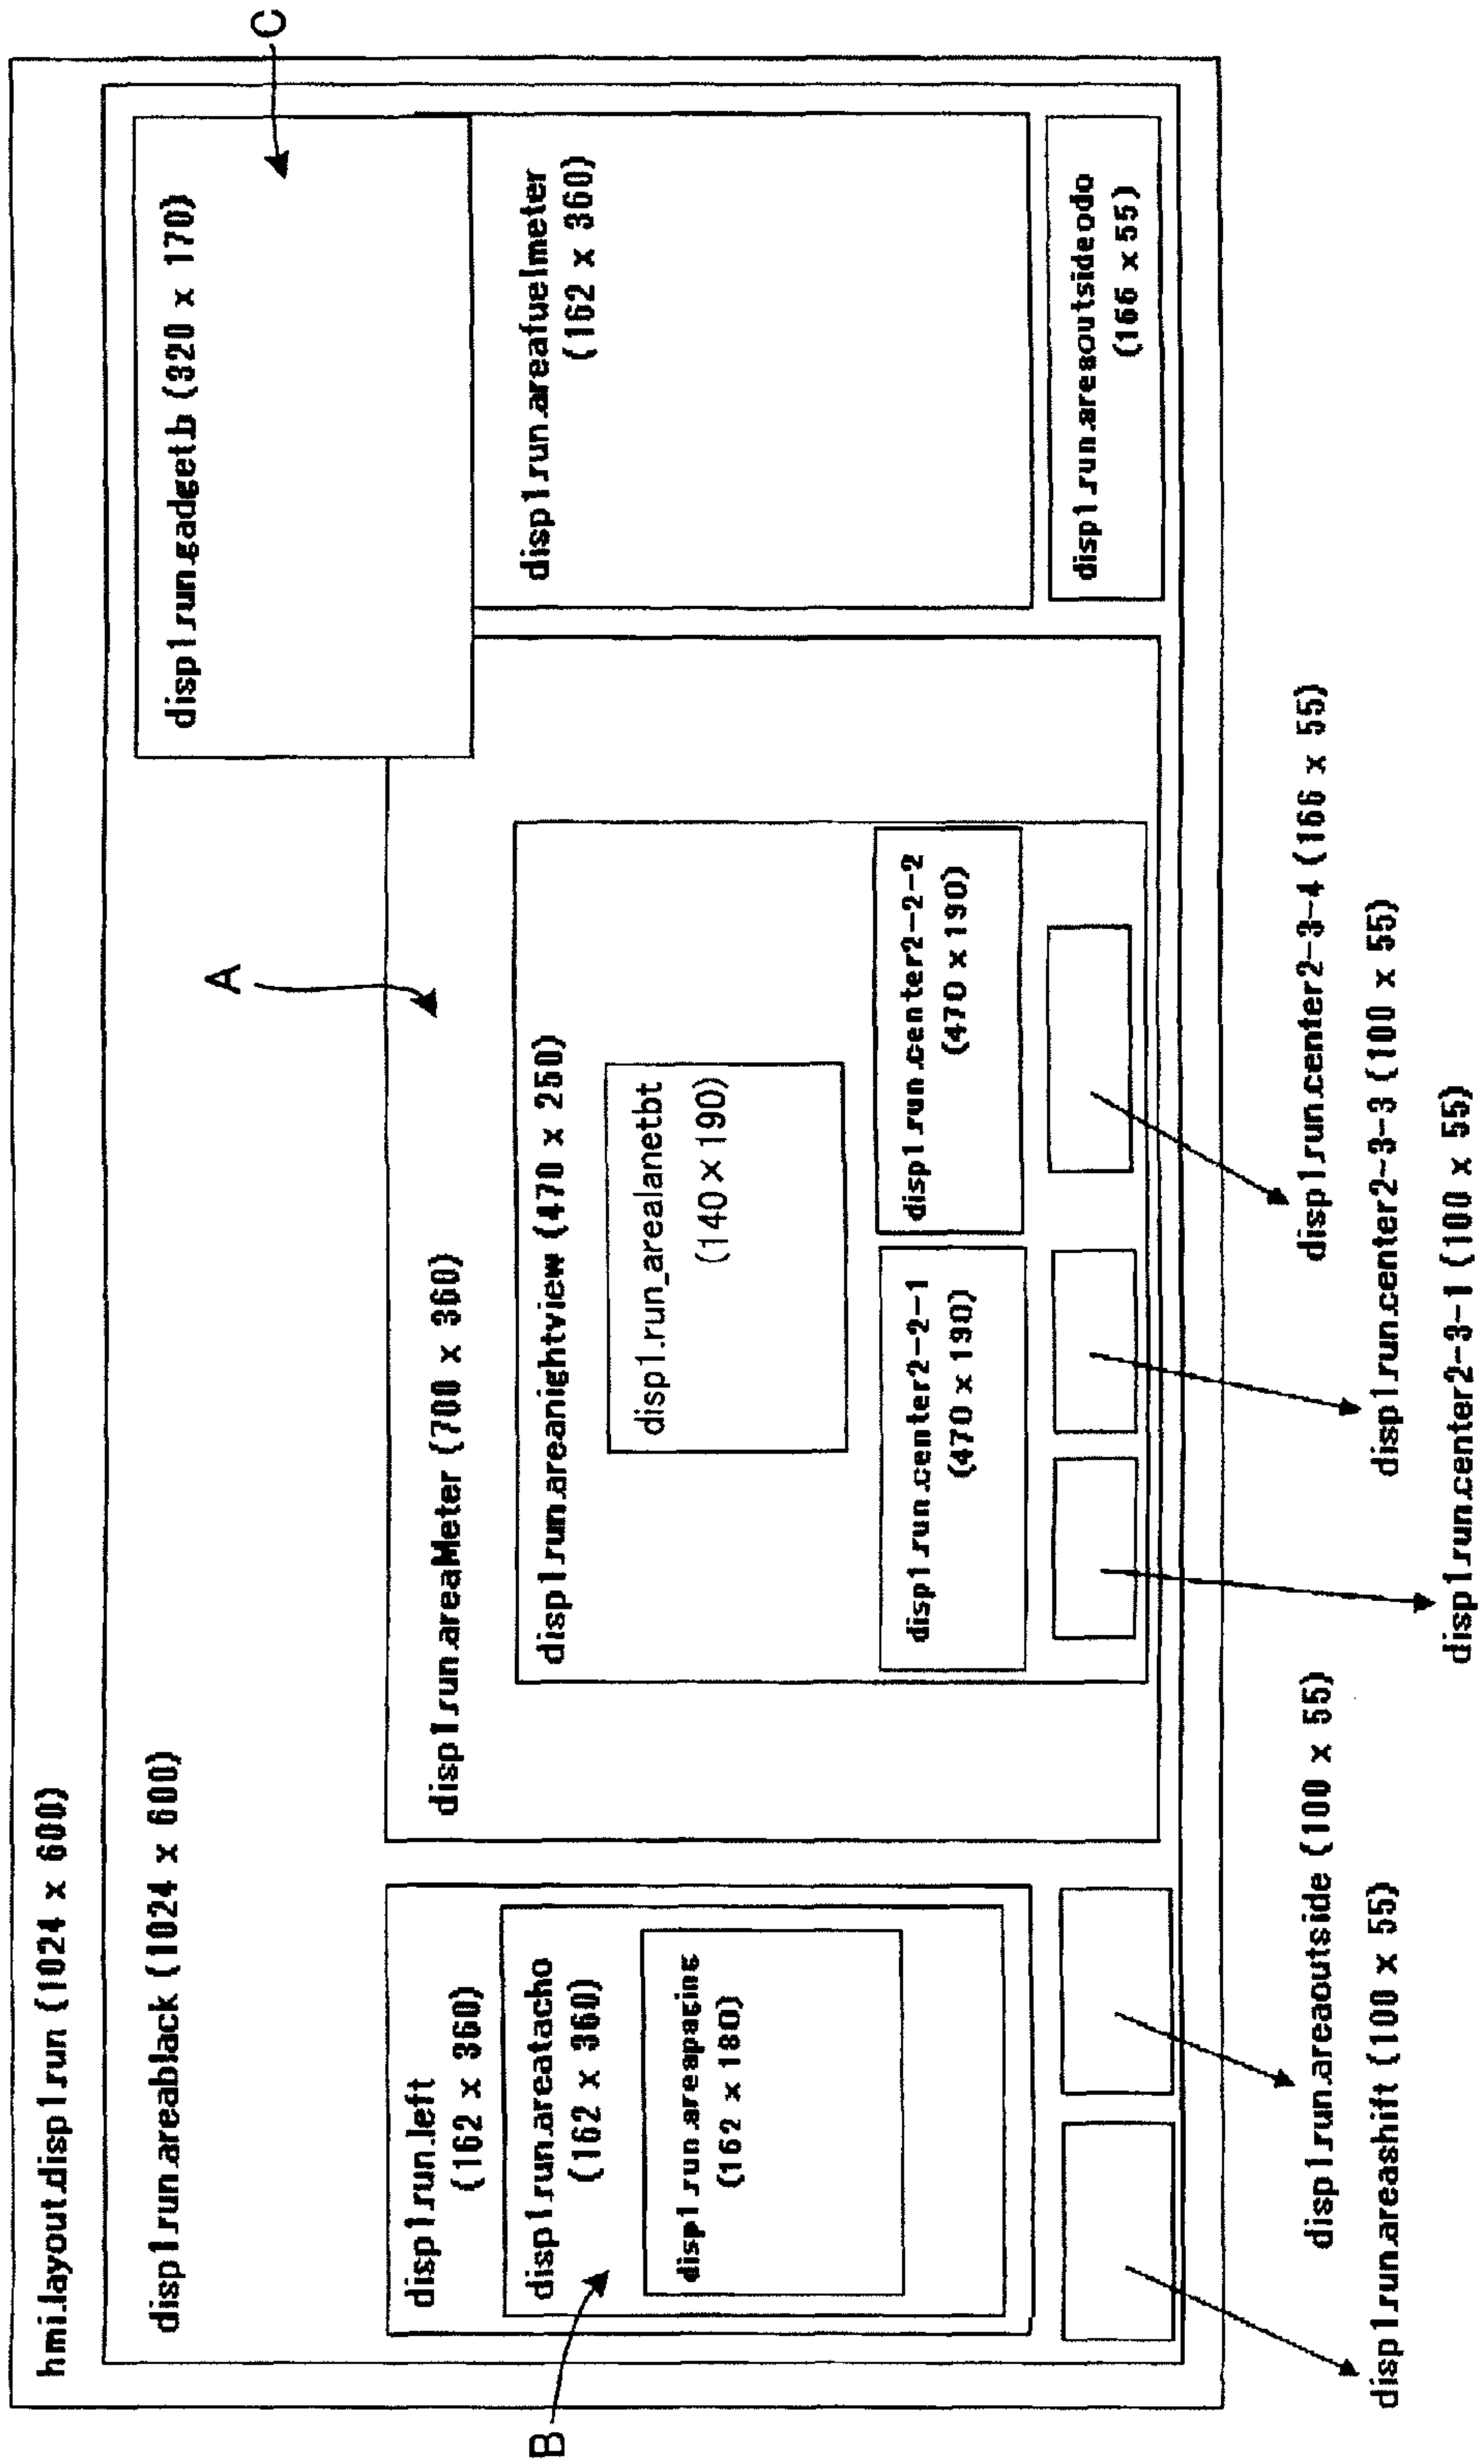 hmi.layout.disp1.run (1024 x 600)
disp1.run.areablack (1024 x 600)
disp1.run.gadgetb (320 x 170)
C
A
disp1.run.left
(162 x 360)
disp1.run.areatacho
(162 x 360)
B
disp1.run.areapaging
(162 x 180)
disp1.run.areaMeter (700 x 360)
disp1.run.areanightview (470 x 250)
disp1.run_arealanetbt
(140×190)
disp1.run.center2-2-1
(470 x 190)
disp1.run.center2-2-2
(470 x 190)
disp1.run.areafuelmeter
(162 x 360)
disp1.run.areaoutsideodo
(166 x 55)
disp1.run.areaoutside (100 x 55)
disp1.run.areashift (100 x 55)
disp1.run.center2-3-4 (166 x 55)
disp1.run.center2-3-3 (100 x 55)
disp1.run.center2-3-1 (100 x 55)